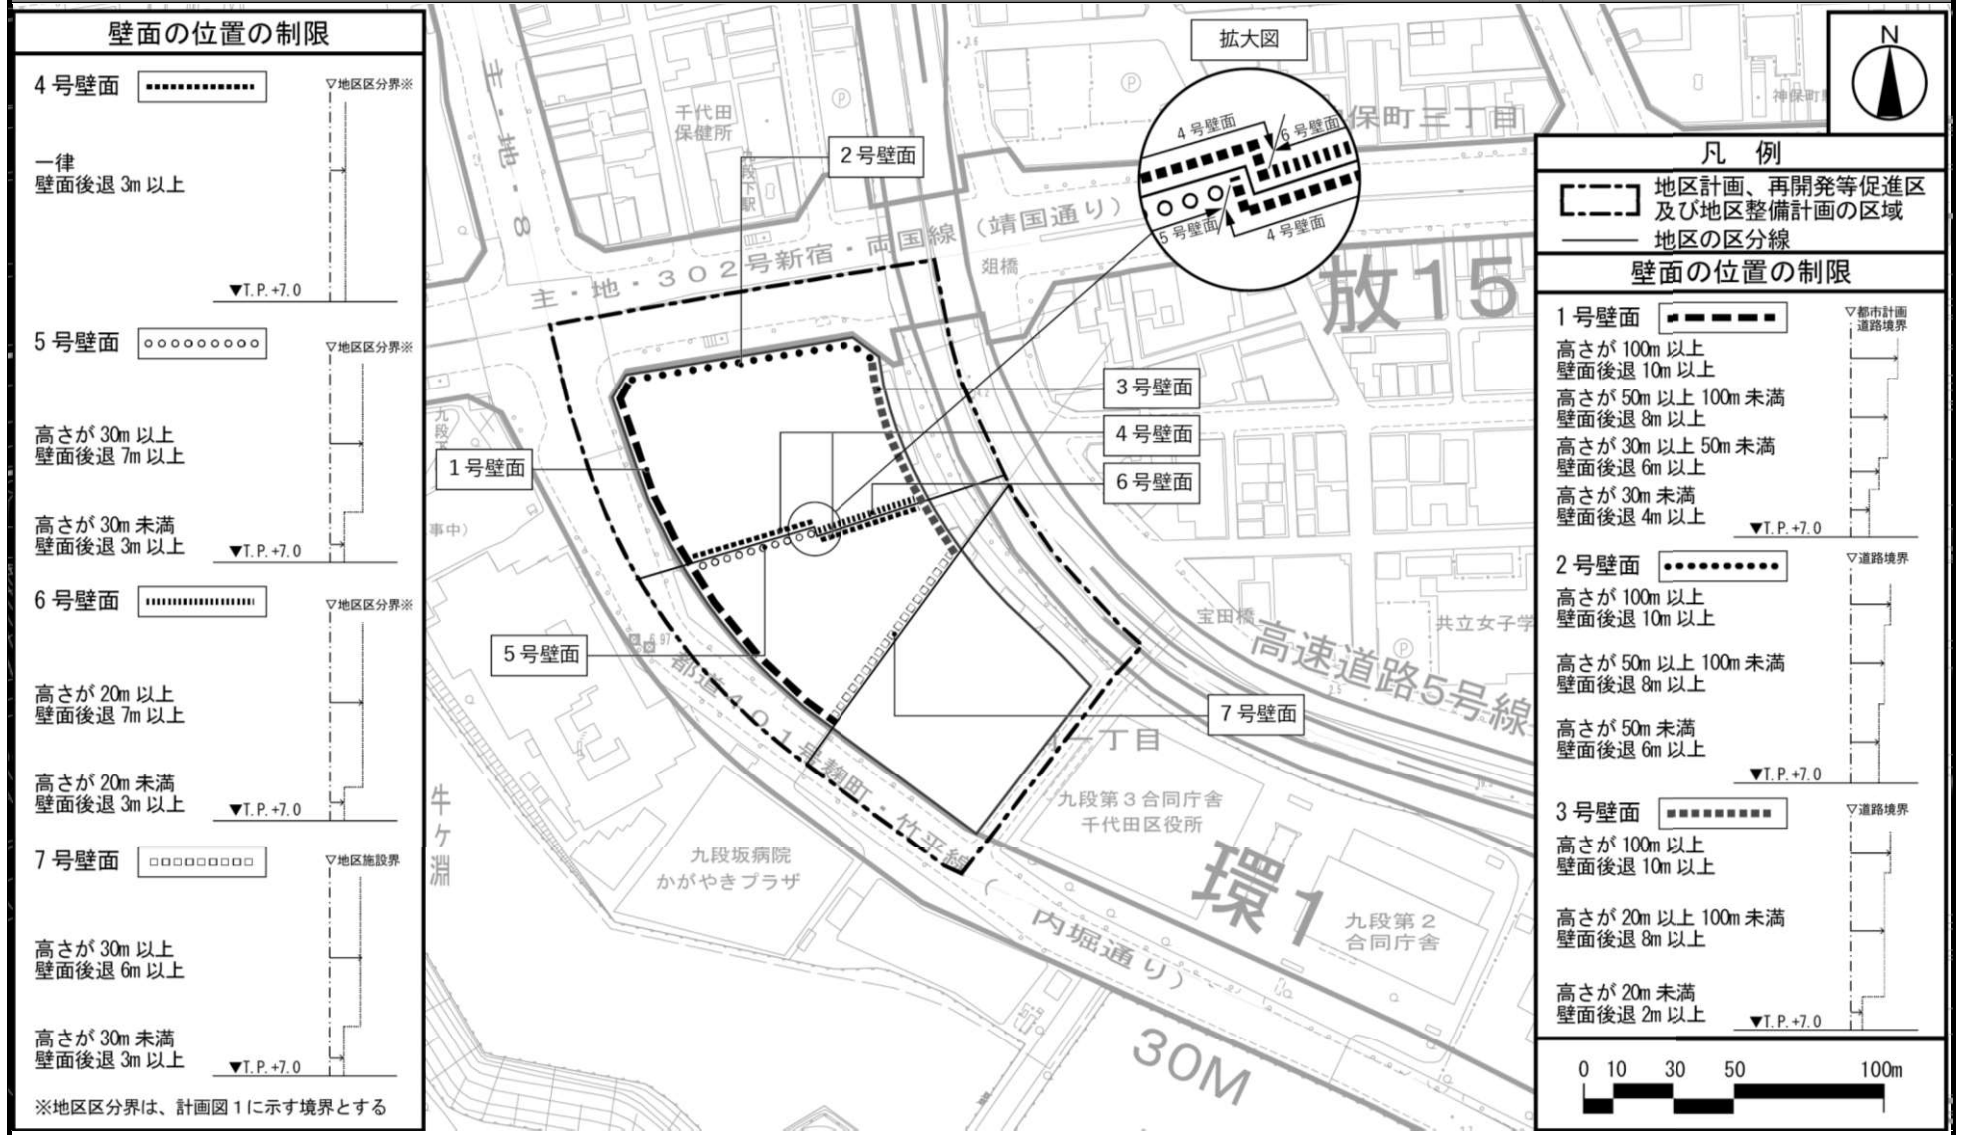 壁面の位置の制限
4号壁面
▽地区区分界※
一律
壁面後退 3m 以上
▼T.P.+7.0
5号壁面
▽地区区分界※
高さが 30m 以上
壁面後退 7m 以上
高さが 30m 未満
壁面後退 3m 以上
▼T.P.+7.0
6号壁面
▽地区区分界※
高さが 20m 以上
壁面後退 7m 以上
高さが 20m 未満
壁面後退 3m 以上
▼T.P.+7.0
7号壁面
▽地区施設界
高さが 30m 以上
壁面後退 6m 以上
高さが 30m 未満
壁面後退 3m 以上
▼T.P.+7.0
※地区区分界は、計画図1に示す境界とする
主・地・8
千代田
保健所
九段下駅
2号壁面
拡大図
4号壁面
6号壁面
5号壁面
4号壁面
保町三丁目
主・地・302号新宿・両国線(靖国通り)
俎橋
放15
3号壁面
4号壁面
6号壁面
1号壁面
事中)
5号壁面
7号壁面
宝田橋
共立女子学
高速道路5号線
都道401号麹町・竹平線
(内堀通り)
一丁目
九段第3合同庁舎
千代田区役所
牛ケ淵
九段坂病院
かがやきプラザ
環1
九段第2
合同庁舎
30M
N
凡 例
地区計画、再開発等促進区
及び地区整備計画の区域
地区の区分線
壁面の位置の制限
1号壁面
▽都市計画
道路境界
高さが 100m 以上
壁面後退 10m 以上
高さが 50m 以上 100m 未満
壁面後退 8m 以上
高さが 30m 以上 50m 未満
壁面後退 6m 以上
高さが 30m 未満
壁面後退 4m 以上
▼T.P.+7.0
2号壁面
▽道路境界
高さが 100m 以上
壁面後退 10m 以上
高さが 50m 以上 100m 未満
壁面後退 8m 以上
高さが 50m 未満
壁面後退 6m 以上
▼T.P.+7.0
3号壁面
▽道路境界
高さが 100m 以上
壁面後退 10m 以上
高さが 20m 以上 100m 未満
壁面後退 8m 以上
高さが 20m 未満
壁面後退 2m 以上
▼T.P.+7.0
0 10 30 50 100m